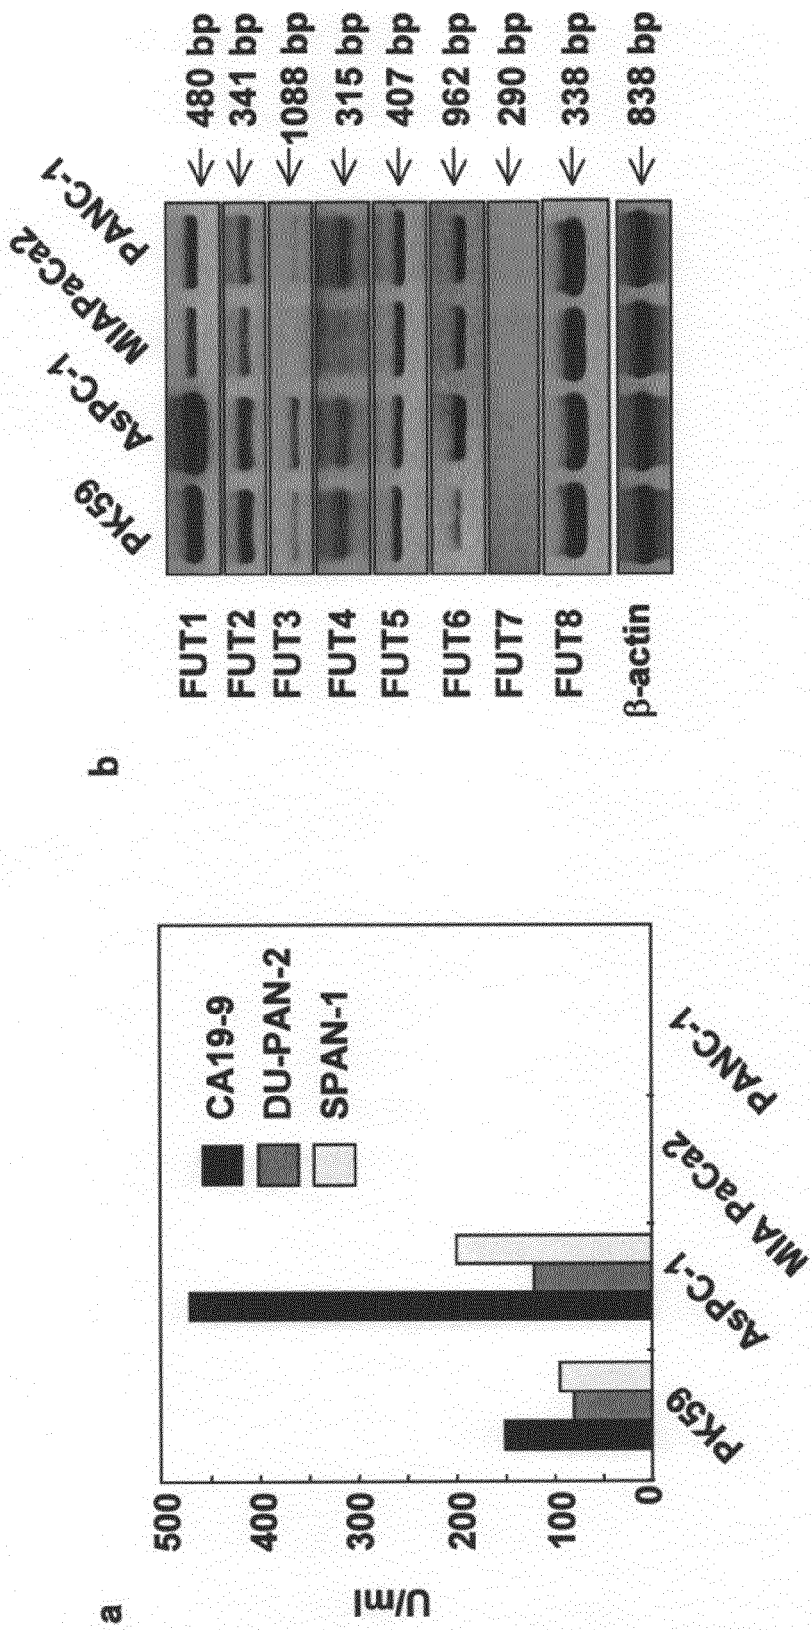 a
U/ml
500
400
300
200
100
0
CA19-9
DU-PAN-2
SPAN-1
PK59
AsPC-1
MIA PaCa2
PANC-1
b
PK59
AsPC-1
MIAPaCa2
PANC-1
FUT1
480 bp
FUT2
341 bp
FUT3
1088 bp
FUT4
315 bp
FUT5
407 bp
FUT6
962 bp
FUT7
290 bp
FUT8
338 bp
β-actin
838 bp